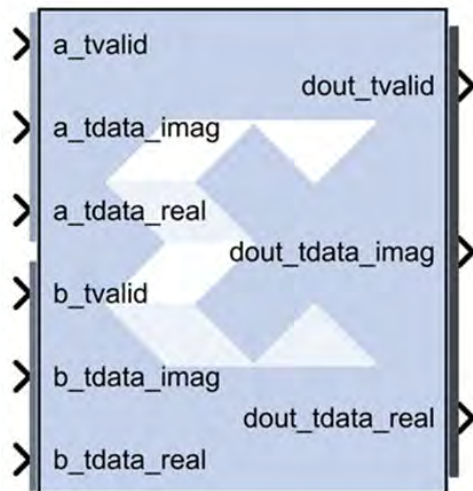 a_tvalid
dout_tvalid
a_tdata_imag
a_tdata_real
dout_tdata_imag
b_tvalid
b_tdata_imag
dout_tdata_real
b_tdata_real